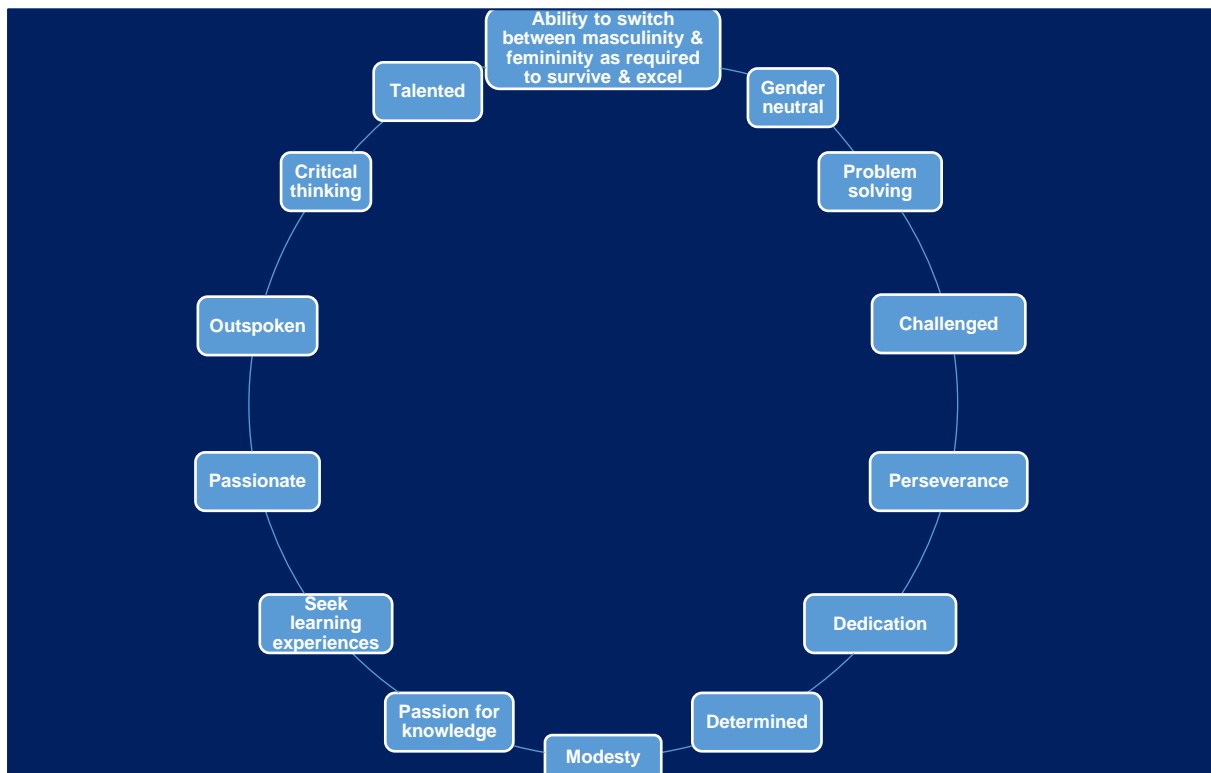 Ability to switch
between masculinity &
femininity as required
to survive & excel
Gender
neutral
Problem
solving
Challenged
Perseverance
Dedication
Determined
Modesty
Passion for
knowledge
Seek
learning
experiences
Passionate
Outspoken
Critical
thinking
Talented